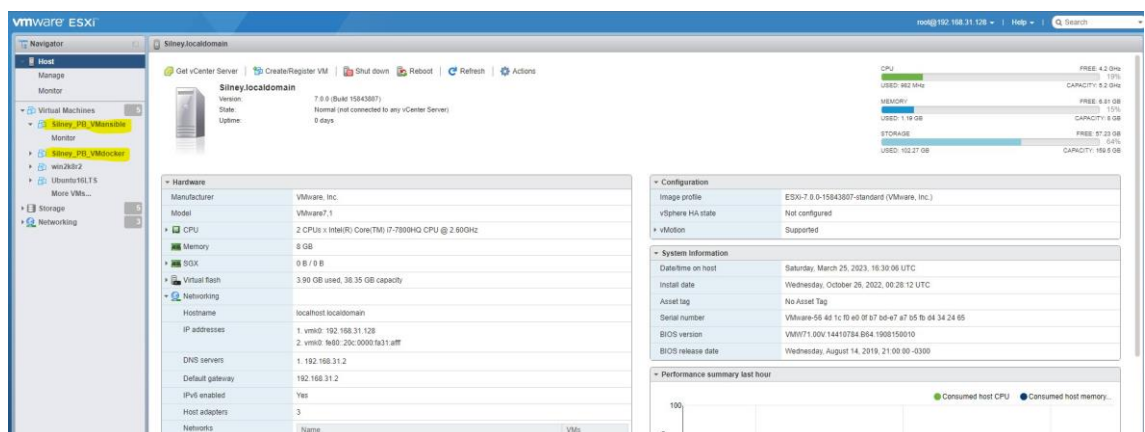 vmware ESXi
root@192.168.31.128 | Help | Search
Navigator
Host
Manage
Monitor
Virtual Machines 5
Silney_PB_VMansible
Monitor
Silney_PB_VMdocker
win2k8r2
Ubuntu16LTS
More VMs...
Storage 5
Networking 3
Silney.localdomain
Get vCenter Server | Create/Register VM | Shut down | Reboot | Refresh | Actions
Silney.localdomain
Version: 7.0.0 (Build 15843807)
State: Normal (not connected to any vCenter Server)
Uptime: 0 days
CPU FREE: 4.2 GHz
19%
USED: 982 MHz CAPACITY: 5.2 GHz
MEMORY FREE: 6.81 GB
15%
USED: 1.19 GB CAPACITY: 8 GB
STORAGE FREE: 57.23 GB
64%
USED: 102.27 GB CAPACITY: 159.5 GB
Hardware
Manufacturer VMware, Inc.
Model VMware7,1
CPU 2 CPUs x Intel(R) Core(TM) i7-7800HQ CPU @ 2.60GHz
Memory 8 GB
SGX 0 B / 0 B
Virtual flash 3.90 GB used, 38.35 GB capacity
Networking
Hostname localhost.localdomain
IP addresses 1. vmk0: 192.168.31.128
2. vmk0: fe80::20c:0000:fa31:afff
DNS servers 1. 192.168.31.2
Default gateway 192.168.31.2
IPv6 enabled Yes
Host adapters 3
Networks Name VMs
Configuration
Image profile ESXi-7.0.0-15843807-standard (VMware, Inc.)
vSphere HA state Not configured
vMotion Supported
System Information
Date/time on host Saturday, March 25, 2023, 16:30:06 UTC
Install date Wednesday, October 26, 2022, 00:28:12 UTC
Asset tag No Asset Tag
Serial number VMware-56 4d 1c f0 e0 0f b7 bd-e7 a7 b5 fb d4 34 24 65
BIOS version VMW71.00V.14410784.B64.1908150010
BIOS release date Wednesday, August 14, 2019, 21:00:00 -0300
Performance summary last hour
Consumed host CPU Consumed host memory...
100